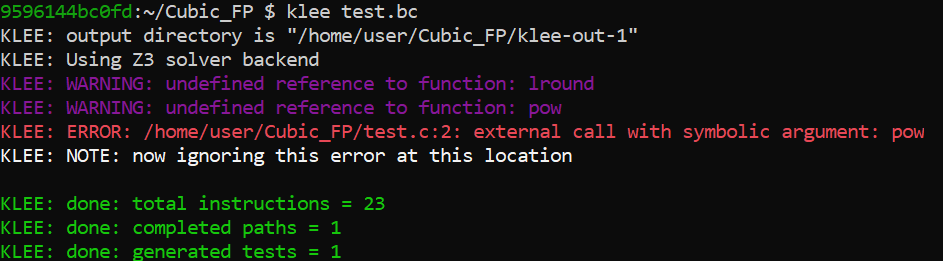 9596144bc0fd:~/Cubic_FP $ klee test.bc
KLEE: output directory is "/home/user/Cubic_FP/klee-out-1"
KLEE: Using Z3 solver backend
KLEE: WARNING: undefined reference to function: lround
KLEE: WARNING: undefined reference to function: pow
KLEE: ERROR: /home/user/Cubic_FP/test.c:2: external call with symbolic argument: pow
KLEE: NOTE: now ignoring this error at this location
KLEE: done: total instructions = 23
KLEE: done: completed paths = 1
KLEE: done: generated tests = 1